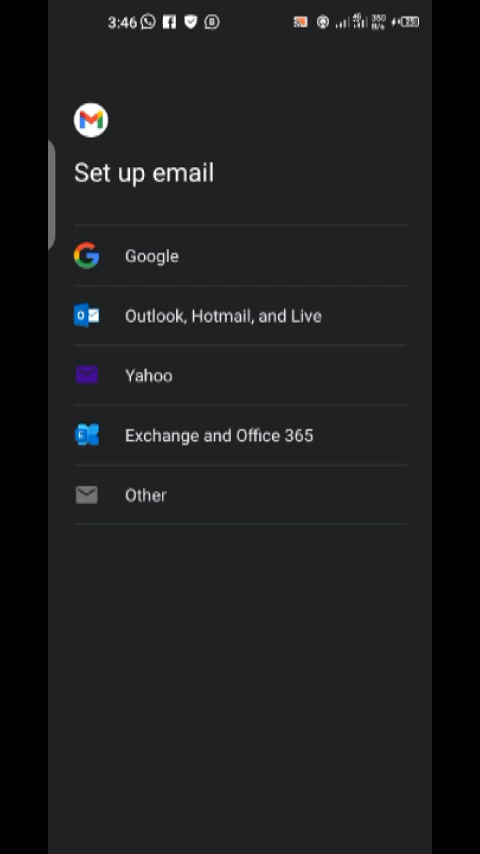 3:46
Set up email
Google
Outlook, Hotmail, and Live
Yahoo
Exchange and Office 365
Other